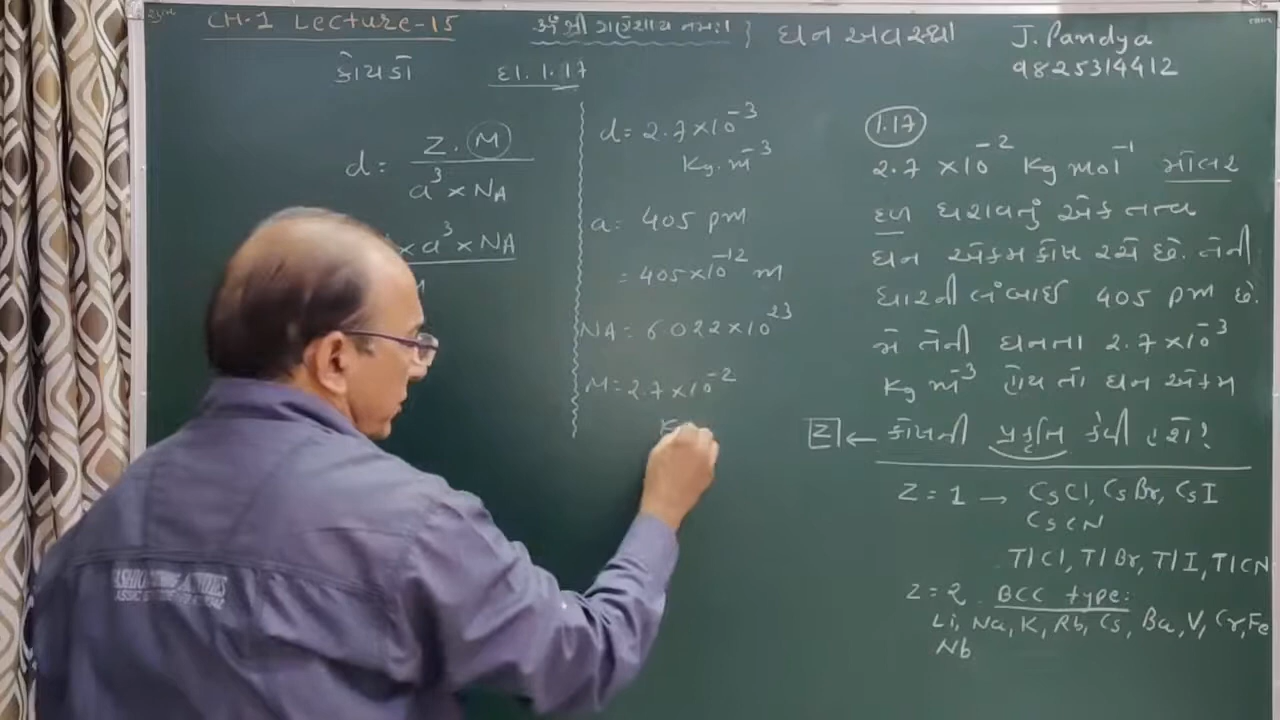 CH-1 Lecture-15
ૐ શ્રી ગણેશાય નમઃ। } ઘન અવસ્થા
J. Pandya
9825314412
કોયડો
દા. 1.17
d = Z . M
a³ × NA
× a³ × NA
M
d = 2.7 × 10⁻³
Kg. m⁻³
a = 405 pm
= 405 × 10⁻¹² m
NA = 6022 × 10²³
M = 2.7 × 10⁻²
K
1.17
2.7 × 10⁻² Kg mol⁻¹ મોલર
દળ ધરાવતું એક તત્વ
ઘન એકમ કોષ રચે છે. તેની
ધારની લંબાઈ 405 pm છે.
જો તેની ઘનતા 2.7 × 10⁻³
Kg m⁻³ હોય તો ઘન એકમ
Z ← કોષની પ્રકૃતિ કેવી હશે?
Z = 1 → CsCl, CsBr, CsI
CsCN
TlCl, TlBr, TlI, TlCN
Z = 2 BCC type:
Li, Na, K, Rb, Cs, Ba, V, Cr, Fe
Nb